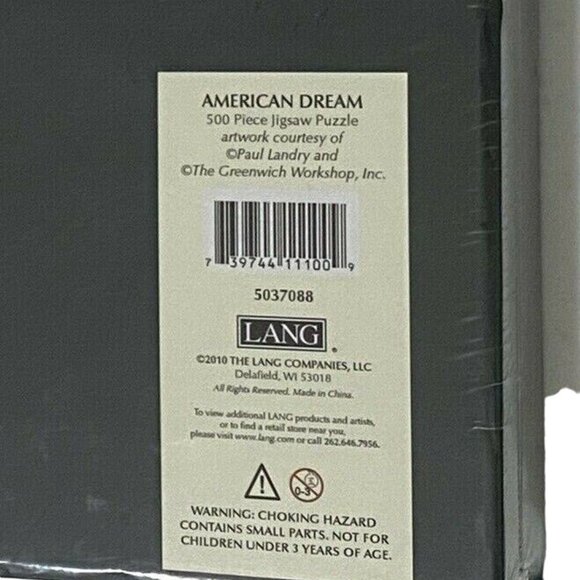 AMERICAN DREAM
500 Piece Jigsaw Puzzle
artwork courtesy of
©Paul Landry and
©The Greenwich Workshop, Inc.
7 39744 11100 9
5037088
LANG®
©2010 THE LANG COMPANIES, LLC
Delafield, WI 53018
All Rights Reserved. Made in China.
To view additional LANG products and artists,
or to find a retail store near you,
please visit www.lang.com or call 262.646.7956.
0-3
WARNING: CHOKING HAZARD
CONTAINS SMALL PARTS. NOT FOR
CHILDREN UNDER 3 YEARS OF AGE.